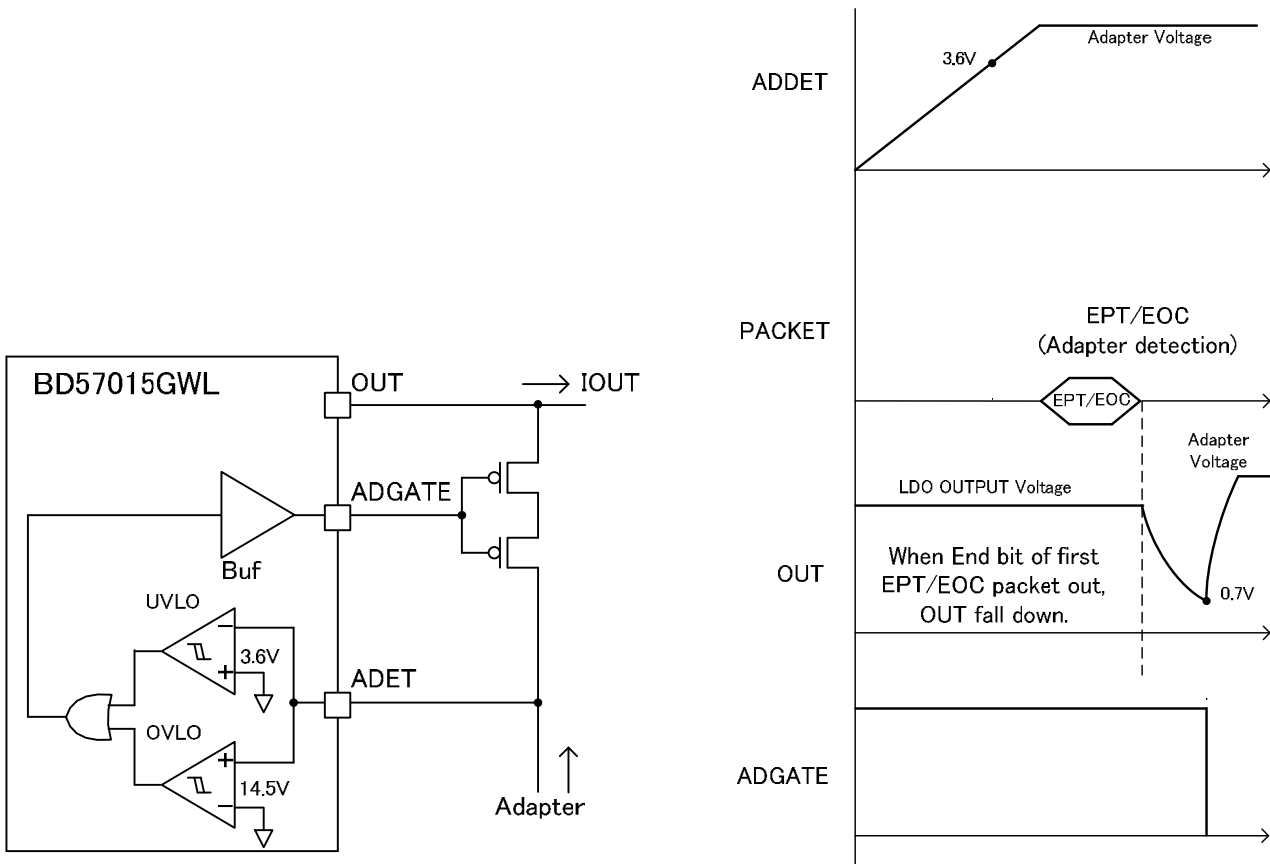 BD57015GWL
OUT
IOUT
ADGATE
Buf
UVLO
3.6V
ADET
OVLO
14.5V
Adapter
ADDET
3.6V
Adapter Voltage
PACKET
EPT/EOC
(Adapter detection)
EPT/EOC
Adapter
Voltage
LDO OUTPUT Voltage
OUT
When End bit of first
EPT/EOC packet out,
OUT fall down.
0.7V
ADGATE